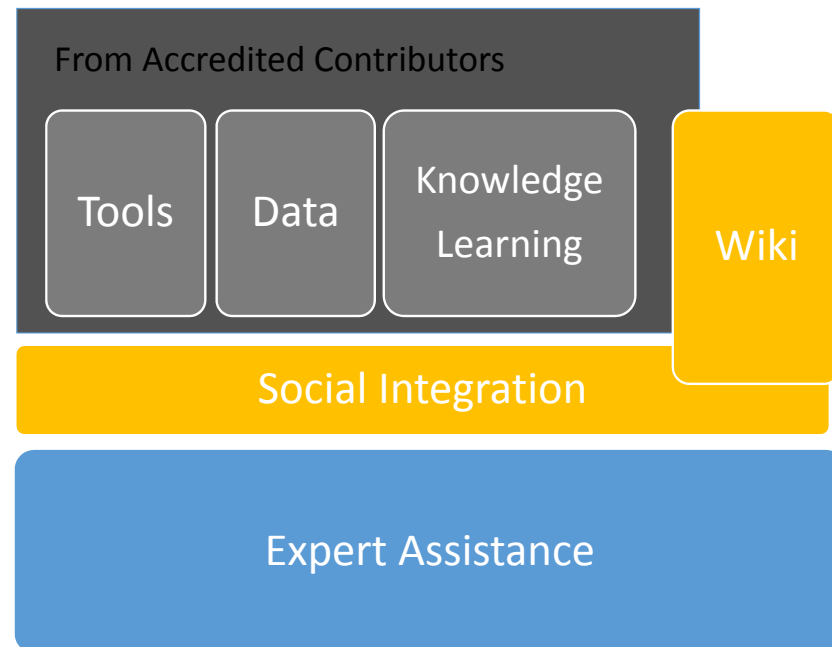 From Accredited Contributors
Tools
Data
Knowledge
Learning
Wiki
Social Integration
Expert Assistance